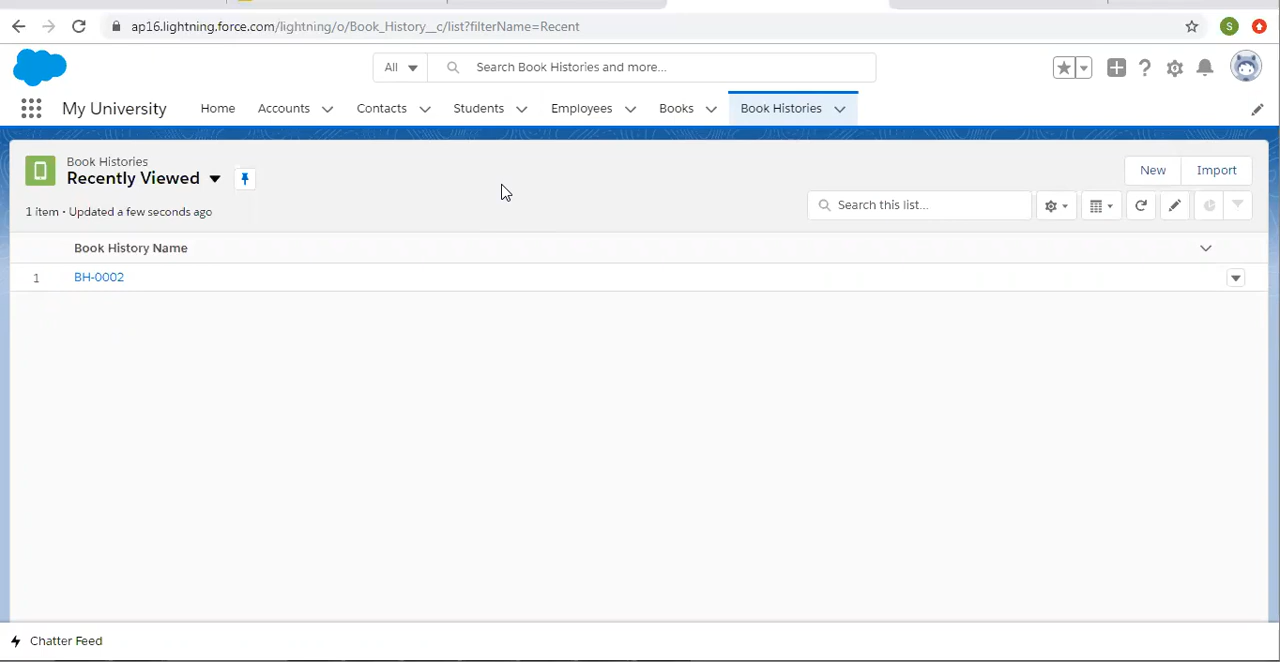 ap16.lightning.force.com/lightning/o/Book_History__c/list?filterName=Recent
S
All
Search Book Histories and more...
My University
Home
Accounts
Contacts
Students
Employees
Books
Book Histories
Book Histories
Recently Viewed
New
Import
1 item • Updated a few seconds ago
Search this list...
Book History Name
1
BH-0002
Chatter Feed